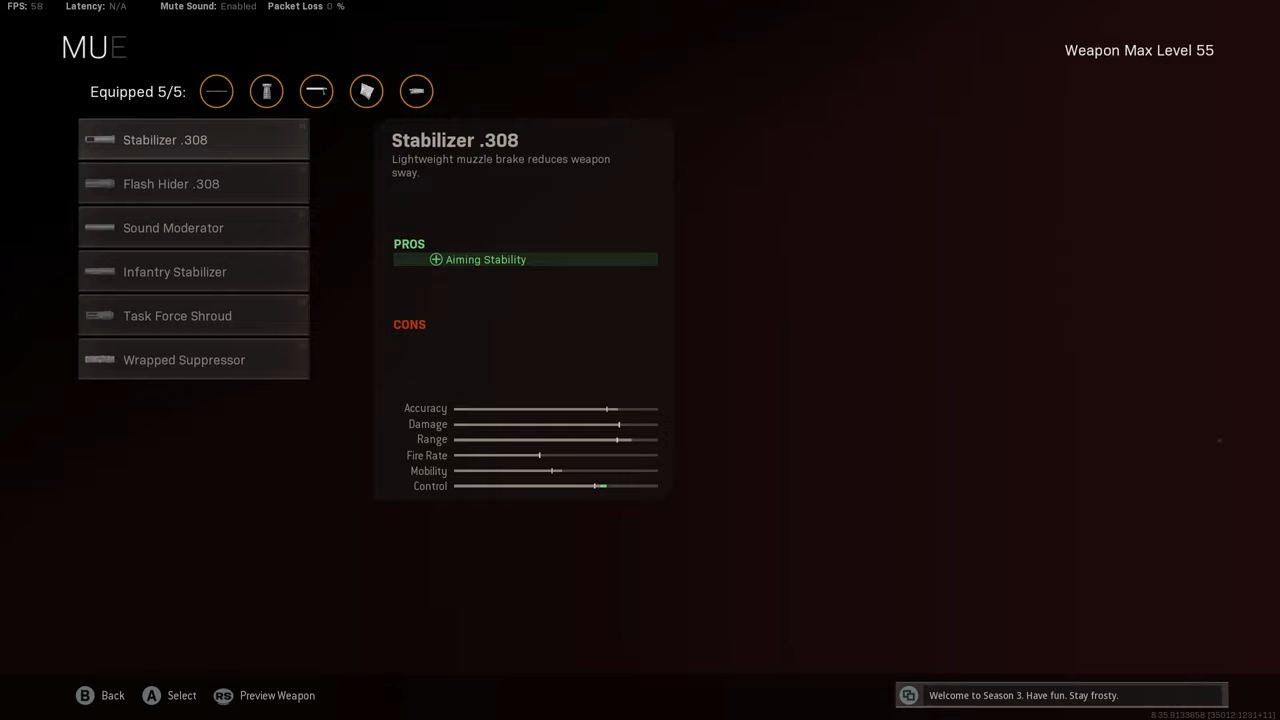 FPS: 58 Latency: N/A Mute Sound: Enabled Packet Loss 0 %
MUE
Weapon Max Level 55
Equipped 5/5:
Stabilizer .308
Flash Hider .308
Sound Moderator
Infantry Stabilizer
Task Force Shroud
Wrapped Suppressor
Stabilizer .308
Lightweight muzzle brake reduces weapon
sway.
PROS
Aiming Stability
CONS
Accuracy
Damage
Range
Fire Rate
Mobility
Control
B Back A Select RS Preview Weapon
Welcome to Season 3. Have fun. Stay frosty.